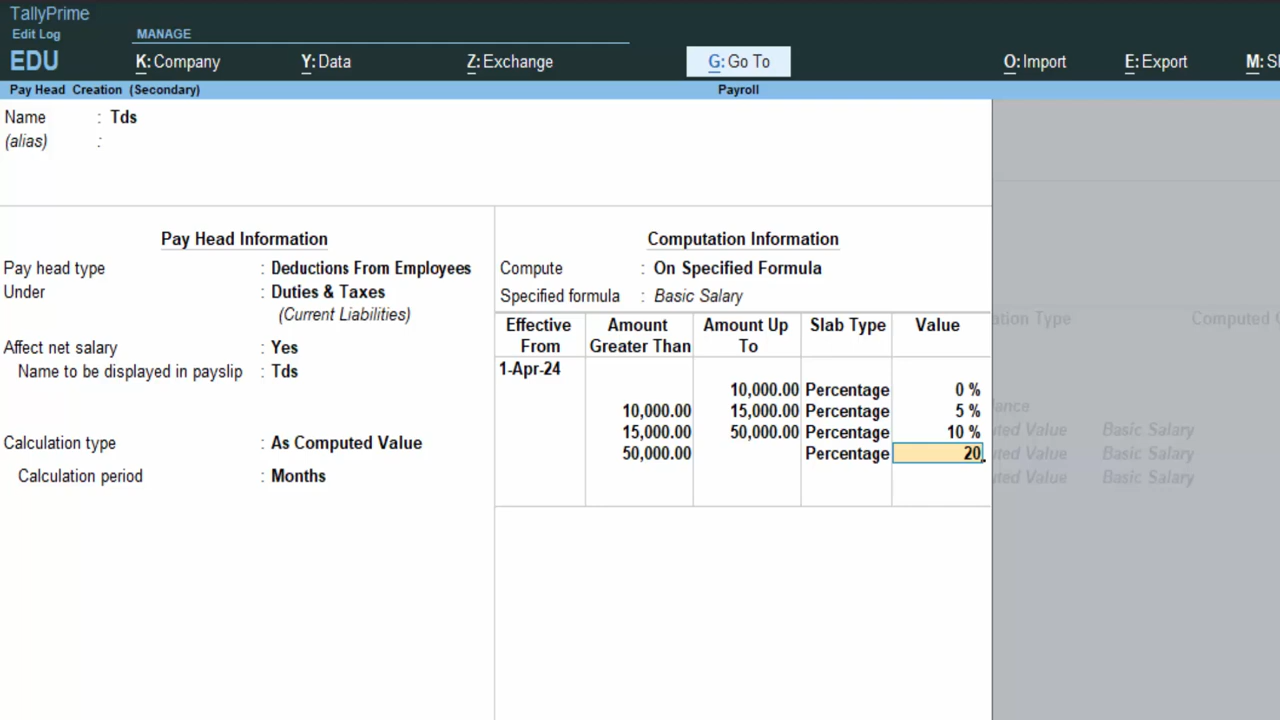 TallyPrime
Edit Log
EDU
MANAGE
K: Company Y: Data Z: Exchange G: Go To O: Import E: Export M:
Pay Head Creation (Secondary) Payroll
Name : Tds
(alias) :
Pay Head Information
Pay head type : Deductions From Employees
Under : Duties & Taxes
(Current Liabilities)
Affect net salary : Yes
Name to be displayed in payslip : Tds
Calculation type : As Computed Value
Calculation period : Months
Computation Information
Compute : On Specified Formula
Specified formula : Basic Salary
Effective From Amount Greater Than Amount Up To Slab Type Value
1-Apr-24
10,000.00 Percentage 0 %
10,000.00 15,000.00 Percentage 5 %
15,000.00 50,000.00 Percentage 10 %
50,000.00 Percentage 20
Type Computed
Value Basic Salary
Value Basic Salary
Value Basic Salary